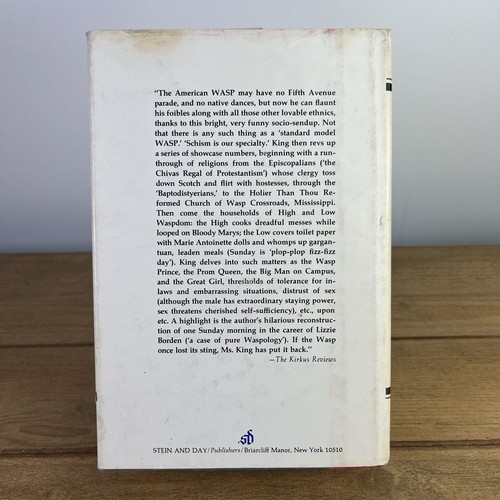 "The American WASP may have no Fifth Avenue
parade, and no native dances, but now he can flaunt
his foibles along with all those other lovable ethnics,
thanks to this bright, very funny socio-sendup. Not
that there is any such thing as a 'standard model
WASP.' 'Schism is our specialty.' King then revs up
a series of showcase numbers, beginning with a run-
through of religions from the Episcopalians ('the
Chivas Regal of Protestantism') whose clergy toss
down Scotch and flirt with hostesses, through the
'Baptodistyerians,' to the Holier Than Thou Re-
formed Church of Wasp Crossroads, Mississippi.
Then come the households of High and Low
Waspdom: the High cooks dreadful messes while
looped on Bloody Marys; the Low covers toilet paper
with Marie Antoinette dolls and whomps up gargan-
tuan, leaden meals (Sunday is 'plop-plop fizz-fizz
day'). King delves into such matters as the Wasp
Prince, the Prom Queen, the Big Man on Campus,
and the Great Girl, thresholds of tolerance for in-
laws and embarrassing situations, distrust of sex
(although the male has extraordinary staying power,
sex threatens cherished self-sufficiency), etc., upon
etc. A highlight is the author's hilarious reconstruc-
tion of one Sunday morning in the career of Lizzie
Borden ('a case of pure Waspology'). If the Wasp
once lost its sting, Ms. King has put it back."
—The Kirkus Reviews
sd
STEIN AND DAY/Publishers/Briarcliff Manor, New York 10510